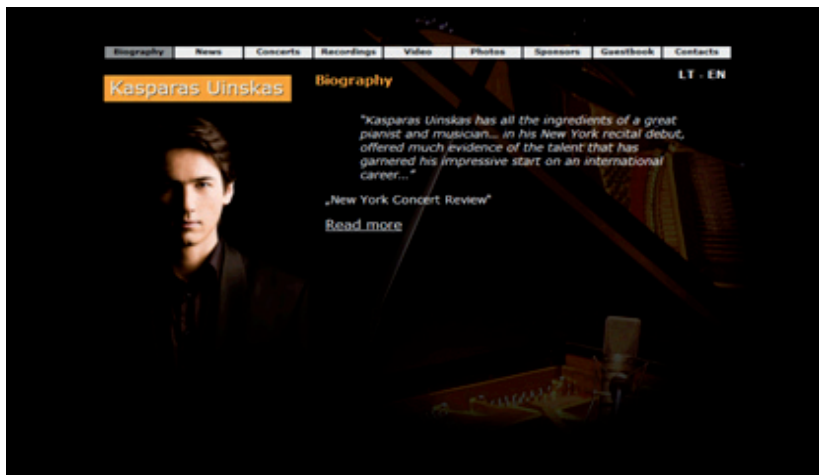 Biography News Concerts Recordings Video Photos Sponsors Guestbook Contacts
LT - EN
Kasparas Uinskas
Biography
"Kasparas Uinskas has all the ingredients of a great
pianist and musician... in his New York recital debut,
offered much evidence of the talent that has
garnered his impressive start on an international
career..."
„New York Concert Review"
Read more